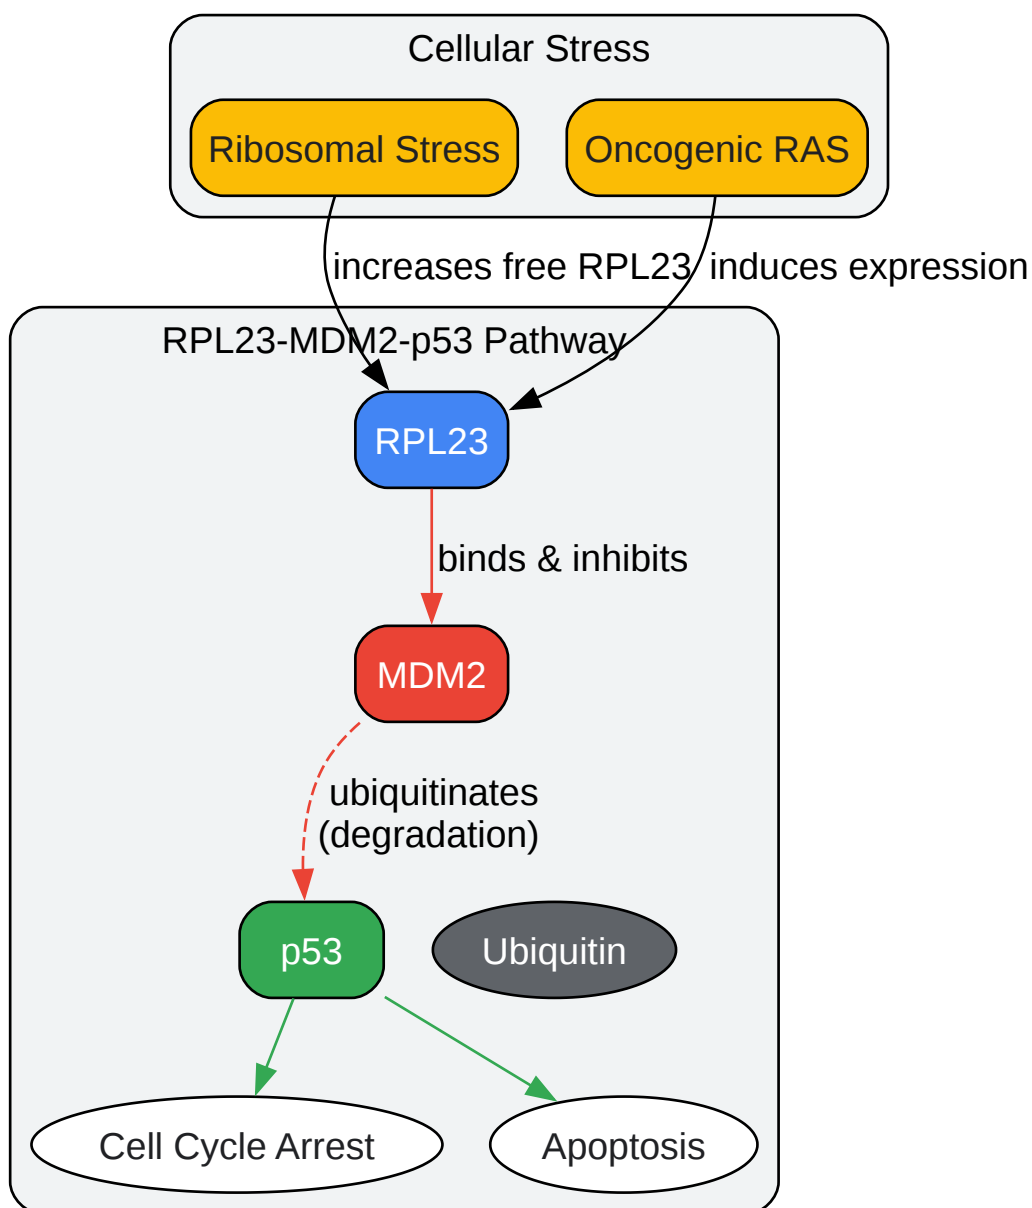 Cellular Stress
Ribosomal Stress
Oncogenic RAS
increases free RPL23
induces expression
RPL23-MDM2-p53 Pathway
RPL23
binds & inhibits
MDM2
ubiquitinates
(degradation)
p53
Ubiquitin
Cell Cycle Arrest
Apoptosis